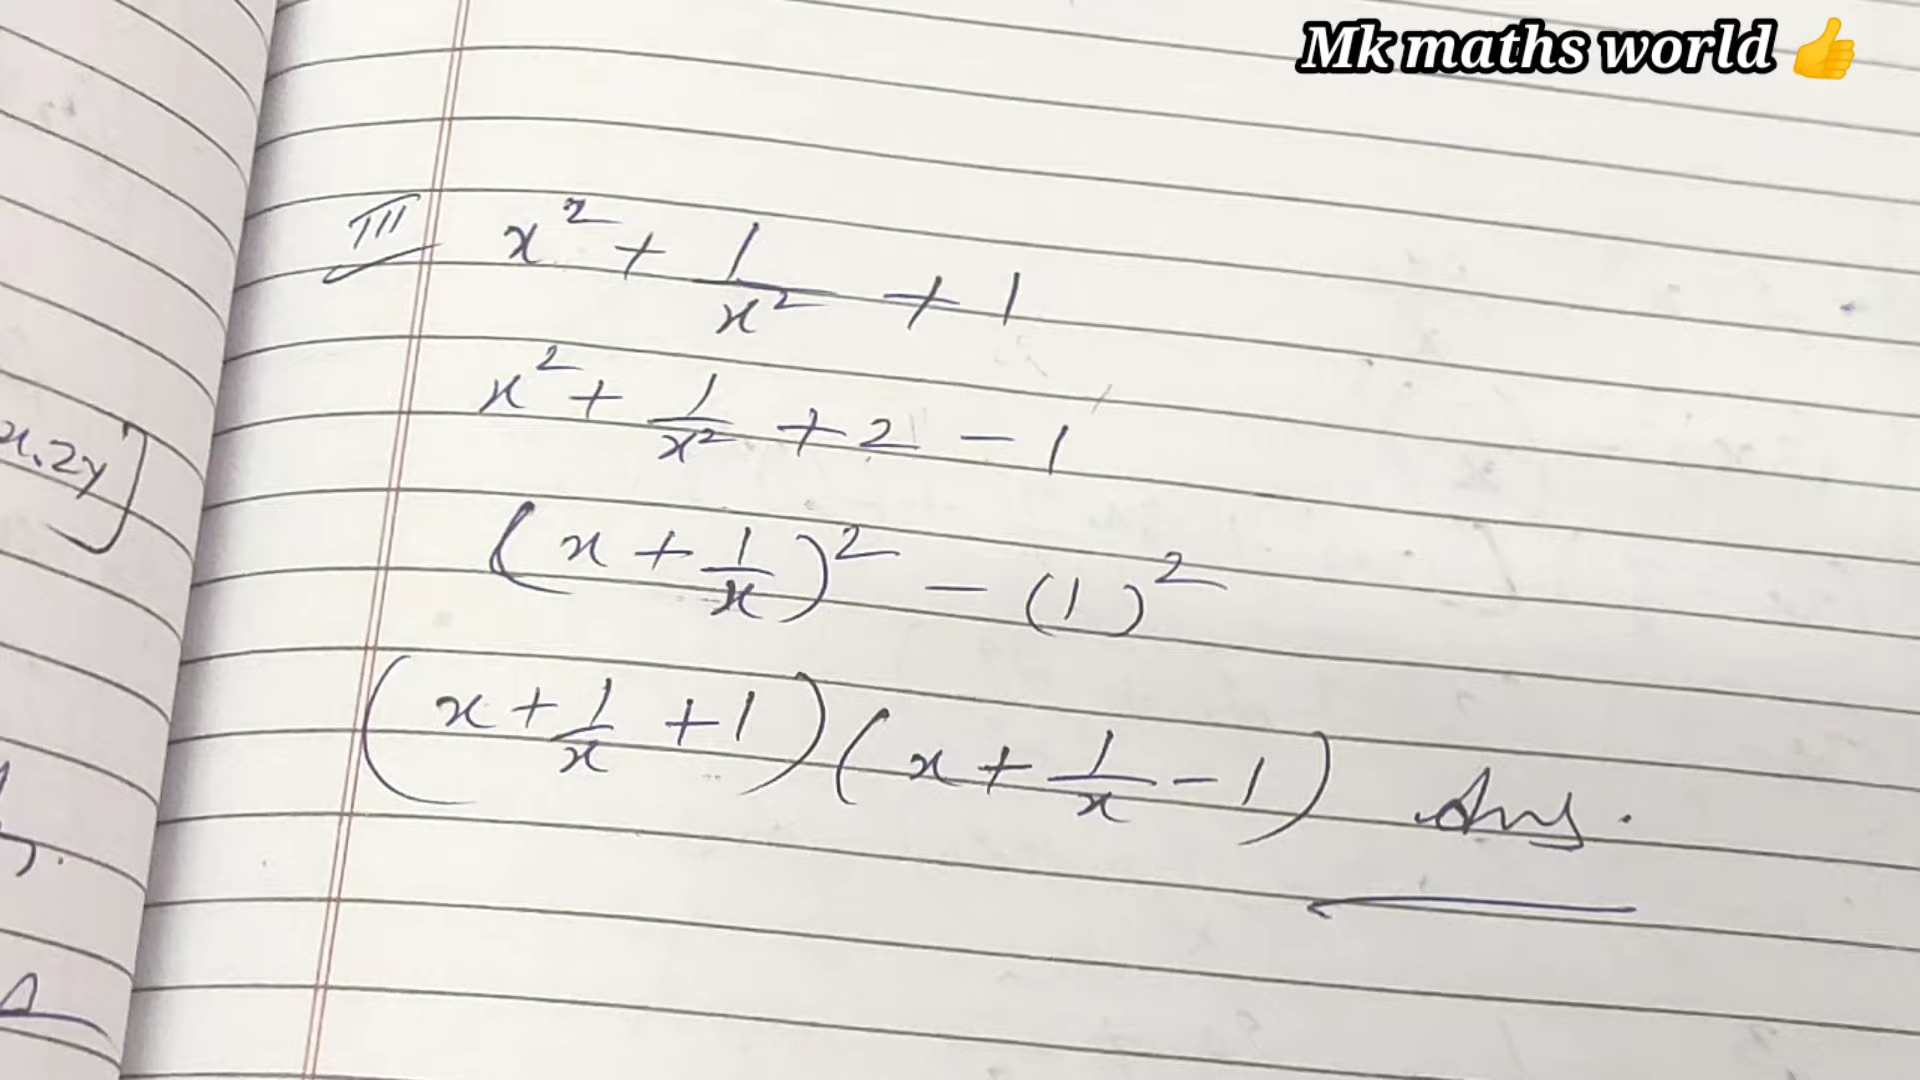 Mk maths world 👍
III x² + 1/x² + 1
x² + 1/x² + 2 - 1
(x + 1/x)² - (1)²
(x + 1/x + 1) (x + 1/x - 1) Ans.
x.2y]